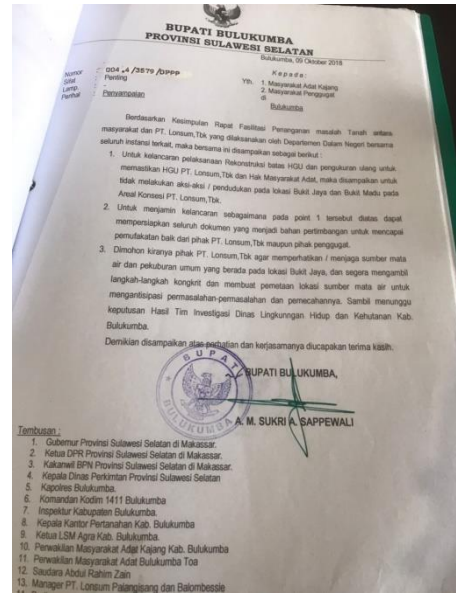 BUPATI BULUKUMBA
PROVINSI SULAWESI SELATAN
Bulukumba, 09 Oktober 2018
Nomor : 004.4/3579/DPPP
Sifat : Penting
Lamp. : -
Perihal : Penyampaian
Kepada:
Yth. 1. Masyarakat Adat Kajang
2. Masyarakat Penggugat
di
Bulukumba
Berdasarkan Kesimpulan Rapat Fasilitasi Penanganan masalah Tanah antara
masyarakat dan PT. Lonsum,Tbk yang dilaksanakan oleh Departemen Dalam Negeri bersama
seluruh instansi terkait, maka bersama ini disampaikan sebagai berikut :
1. Untuk kelancaran pelaksanaan Rekonstruksi batas HGU dan pengukuran ulang untuk
memastikan HGU PT. Lonsum,Tbk dan Hak Masyarakat Adat, maka disampaikan untuk
tidak melakukan aksi-aksi / pendudukan pada lokasi Bukit Jaya dan Bukit Madu pada
Areal Konsesi PT. Lonsum,Tbk.
2. Untuk menjamin kelancaran sebagaimana pada point 1 tersebut diatas dapat
mempersiapkan seluruh dokumen yang menjadi bahan pertimbangan untuk mencapai
pemufakatan baik dari pihak PT. Lonsum,Tbk maupun pihak penggugat.
3. Dimohon kiranya pihak PT. Lonsum,Tbk agar memperhatikan / menjaga sumber mata
air dan pekuburan umum yang berada pada lokasi Bukit Jaya, dan segera mengambil
langkah-langkah kongkrit dan membuat pemetaan lokasi sumber mata air untuk
mengantisipasi permasalahan-permasalahan dan pemecahannya. Sambil menunggu
keputusan Hasil Tim Investigasi Dinas Lingkunngan Hidup dan Kehutanan Kab.
Bulukumba.
Demikian disampaikan atas perhatian dan kerjasamanya diucapkan terima kasih.
BUPATI BULUKUMBA,
BUPATI
BULUKUMBA
A. M. SUKRI A. SAPPEWALI
Tembusan :
1. Gubernur Provinsi Sulawesi Selatan di Makassar.
2. Ketua DPR Provinsi Sulawesi Selatan di Makassar.
3. Kakanwil BPN Provinsi Sulawesi Selatan di Makassar.
4. Kepala Dinas Perkimtan Provinsi Sulawesi Selatan
5. Kapolres Bulukumba.
6. Komandan Kodim 1411 Bulukumba
7. Inspektur Kabupaten Bulukumba.
8. Kepala Kantor Pertanahan Kab. Bulukumba
9. Ketua LSM Agra Kab. Bulukumba.
10. Perwakilan Masyarakat Adat Kajang Kab. Bulukumba
11. Perwakilan Masyarakat Adat Bulukumba Toa
12. Saudara Abdul Rahim Zain
13. Manager PT. Lonsum Palangisang dan Balombessie